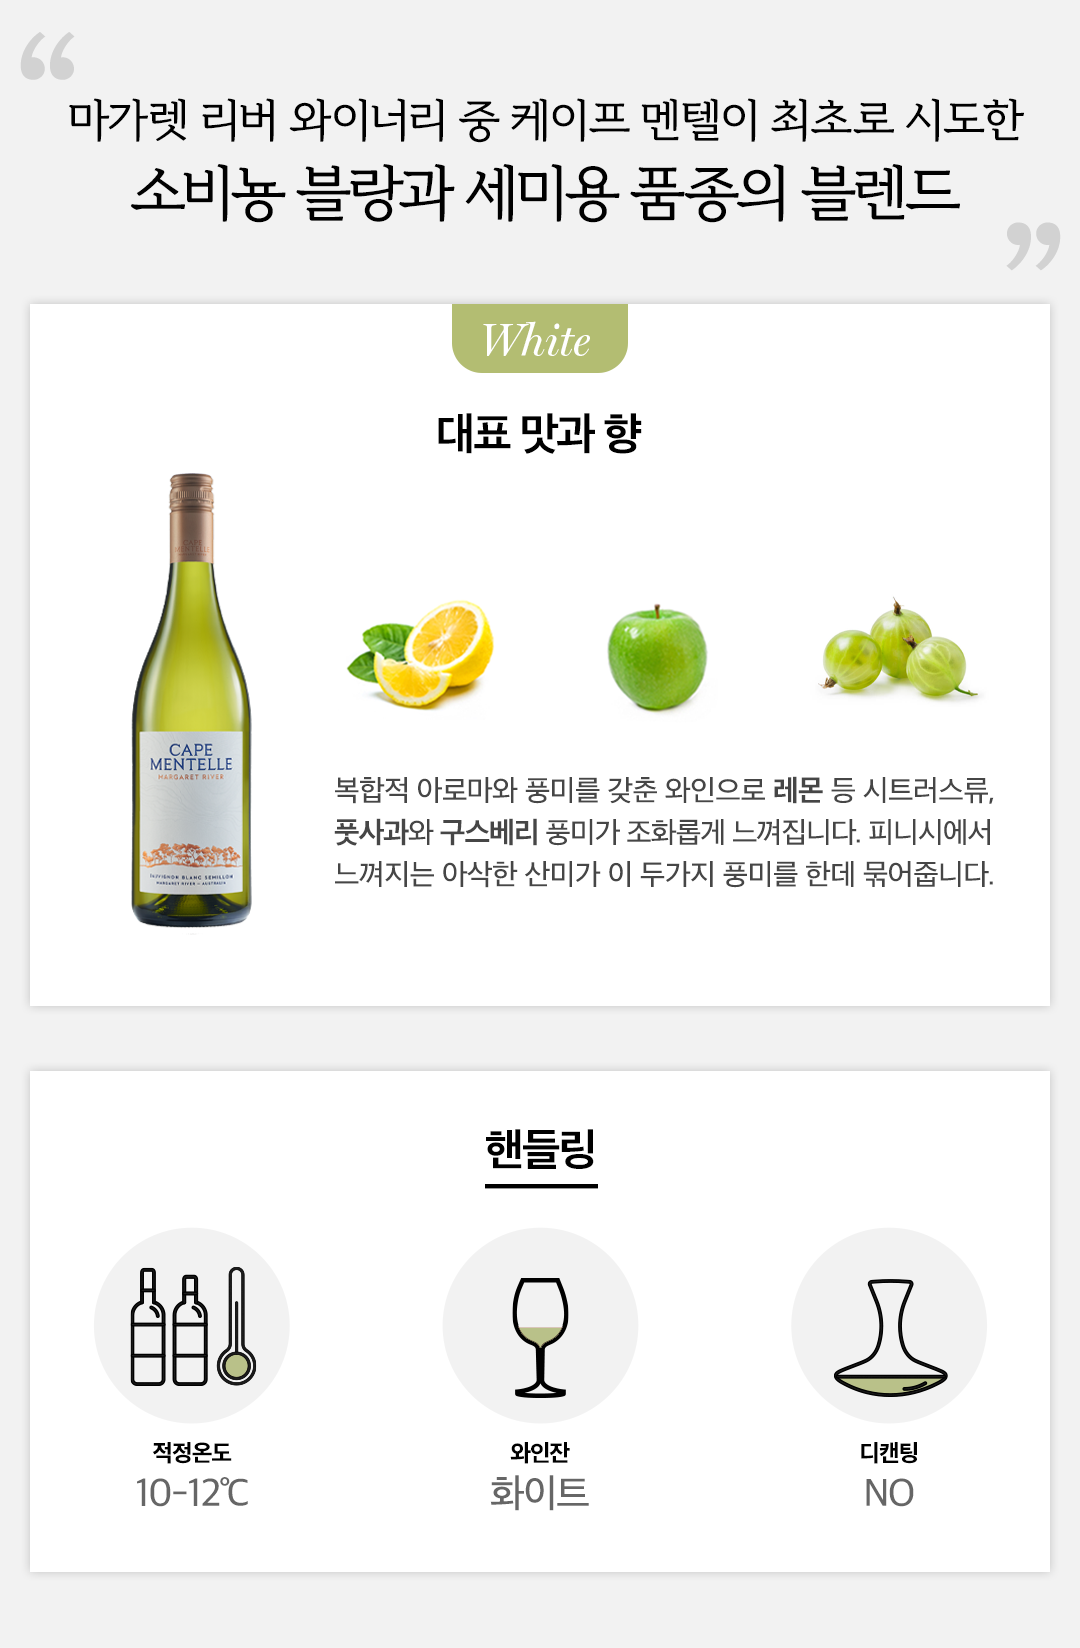 “
마가렛 리버 와이너리 중 케이프 멘텔이 최초로 시도한
소비뇽 블랑과 세미용 품종의 블렌드
”
White
대표 맛과 향
CAPE
MENTELLE
CAPE
MENTELLE
MARGARET RIVER
SAUVIGNON BLANC SEMILLON
MARGARET RIVER – AUSTRALIA
복합적 아로마와 풍미를 갖춘 와인으로 레몬 등 시트러스류,
풋사과와 구스베리 풍미가 조화롭게 느껴집니다. 피니시에서
느껴지는 아삭한 산미가 이 두가지 풍미를 한데 묶어줍니다.
핸들링
적정온도
10-12℃
와인잔
화이트
디캔팅
NO